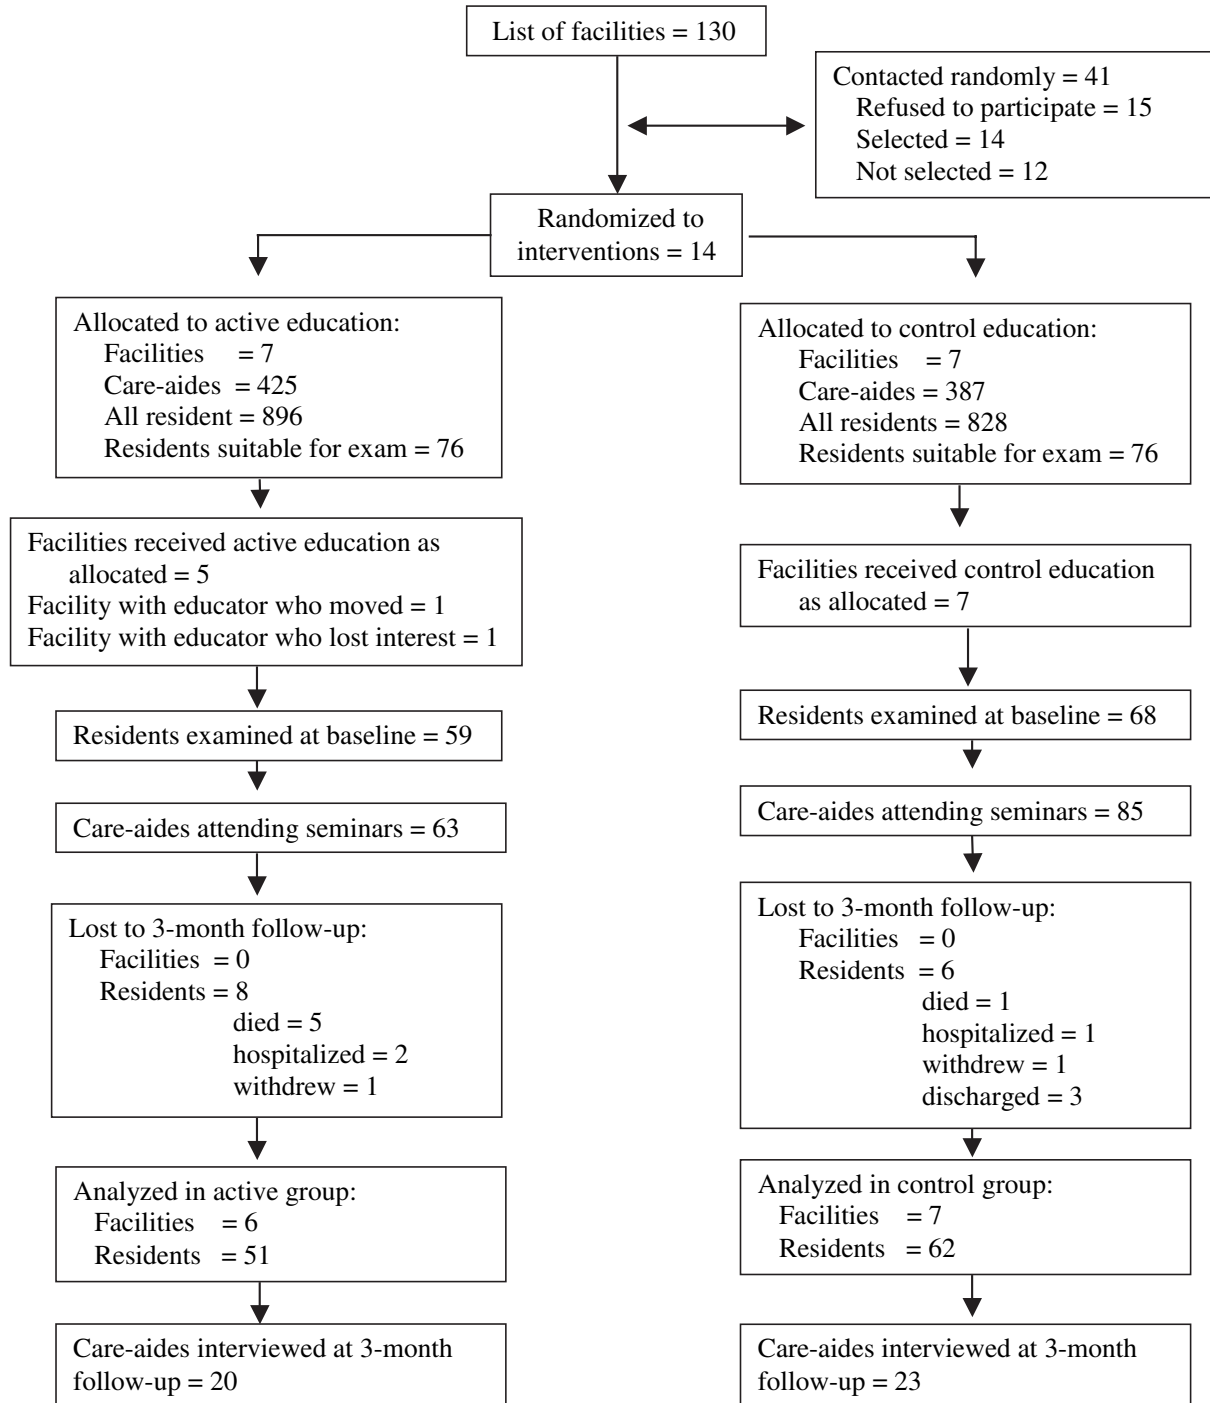 List of facilities = 130
Contacted randomly = 41
Refused to participate = 15
Selected = 14
Not selected = 12
Randomized to
interventions = 14
Allocated to active education:
Facilities = 7
Care-aides = 425
All resident = 896
Residents suitable for exam = 76
Facilities received active education as
allocated = 5
Facility with educator who moved = 1
Facility with educator who lost interest = 1
Residents examined at baseline = 59
Care-aides attending seminars = 63
Lost to 3-month follow-up:
Facilities = 0
Residents = 8
died = 5
hospitalized = 2
withdrew = 1
Analyzed in active group:
Facilities = 6
Residents = 51
Care-aides interviewed at 3-month
follow-up = 20
Allocated to control education:
Facilities = 7
Care-aides = 387
All residents = 828
Residents suitable for exam = 76
Facilities received control education
as allocated = 7
Residents examined at baseline = 68
Care-aides attending seminars = 85
Lost to 3-month follow-up:
Facilities = 0
Residents = 6
died = 1
hospitalized = 1
withdrew = 1
discharged = 3
Analyzed in control group:
Facilities = 7
Residents = 62
Care-aides interviewed at 3-month
follow-up = 23